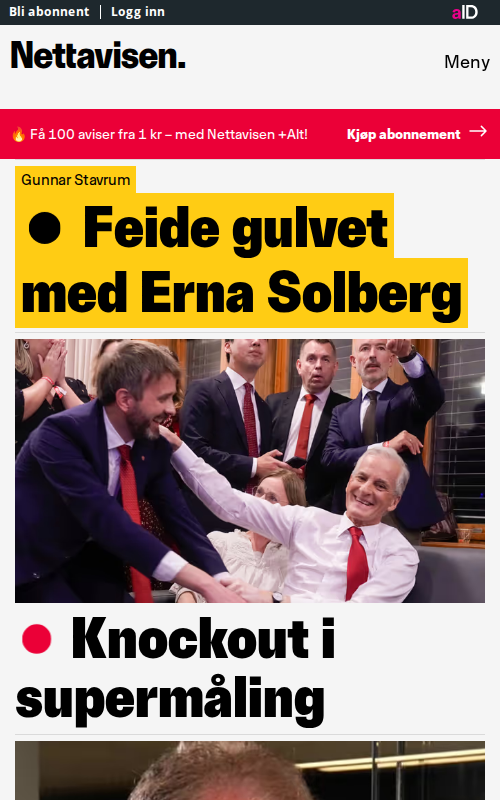 Bli abonnent | Logg inn
aID
Nettavisen.
Meny
🔥 Få 100 aviser fra 1 kr – med Nettavisen +Alt!
Kjøp abonnement →
Gunnar Stavrum
● Feide gulvet
med Erna Solberg
● Knockout i
supermåling